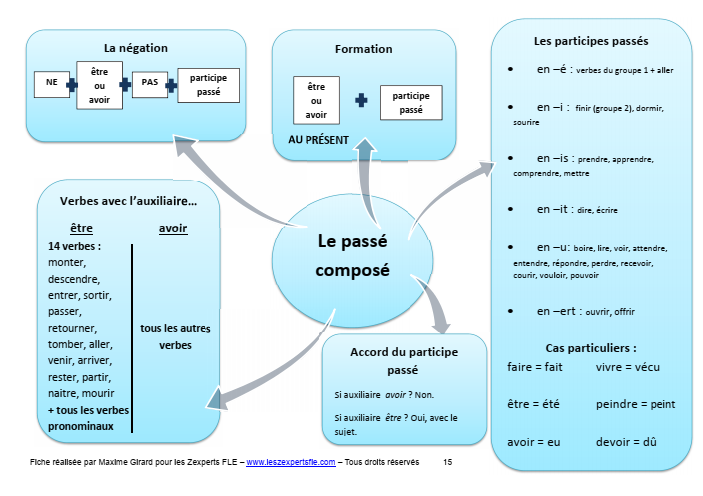 La négation
NE + être ou avoir + PAS + participe passé
Formation
être ou avoir + participe passé
AU PRÉSENT
Les participes passés
• en –é : verbes du groupe 1 + aller
• en –i : finir (groupe 2), dormir,
sourire
• en –is : prendre, apprendre,
comprendre, mettre
• en –it : dire, écrire
• en –u: boire, lire, voir, attendre,
entendre, répondre, perdre, recevoir,
courir, vouloir, pouvoir
• en –ert : ouvrir, offrir
Cas particuliers :
faire = fait vivre = vécu
être = été peindre = peint
avoir = eu devoir = dû
Le passé
composé
Verbes avec l’auxiliaire…
être avoir
14 verbes :
monter,
descendre,
entrer, sortir,
passer,
retourner,
tomber, aller,
venir, arriver,
rester, partir,
naitre, mourir
+ tous les verbes
pronominaux
tous les autres
verbes
Accord du participe
passé
Si auxiliaire avoir ? Non.
Si auxiliaire être ? Oui, avec le
sujet.
Fiche réalisée par Maxime Girard pour les Zexperts FLE – www.leszexpertsfle.com – Tous droits réservés 15